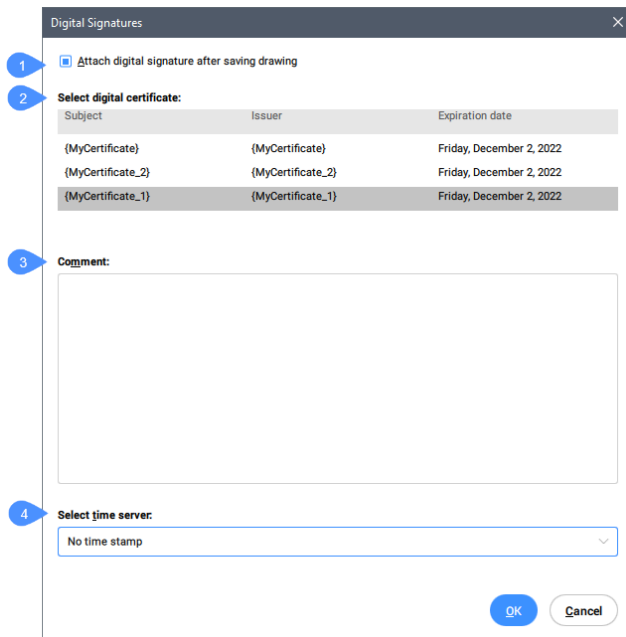 Digital Signatures
1 Attach digital signature after saving drawing
2 Select digital certificate:
Subject Issuer Expiration date
{MyCertificate} {MyCertificate} Friday, December 2, 2022
{MyCertificate_2} {MyCertificate_2} Friday, December 2, 2022
{MyCertificate_1} {MyCertificate_1} Friday, December 2, 2022
3 Comment:
4 Select time server:
No time stamp
OK Cancel